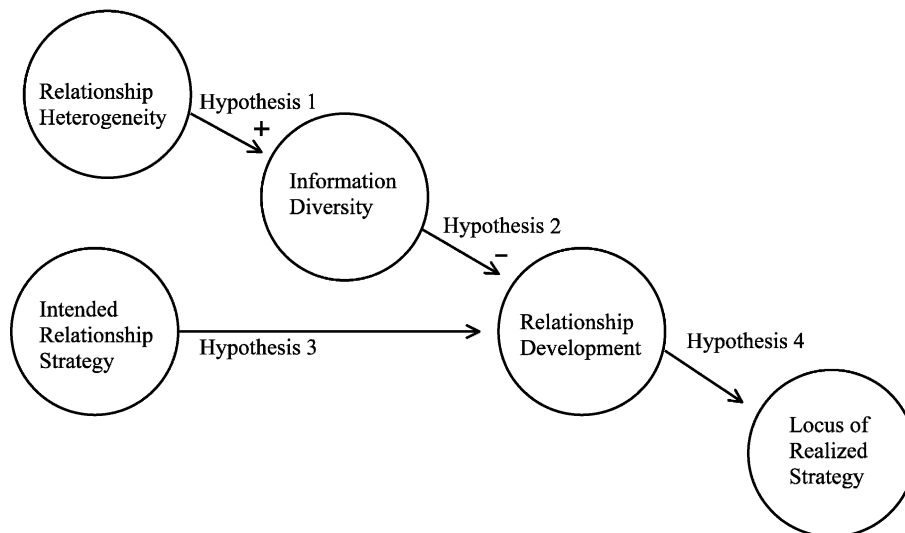 Relationship
Heterogeneity
Hypothesis 1
+
Information
Diversity
Hypothesis 2
–
Intended
Relationship
Strategy
Hypothesis 3
Relationship
Development
Hypothesis 4
Locus of
Realized
Strategy